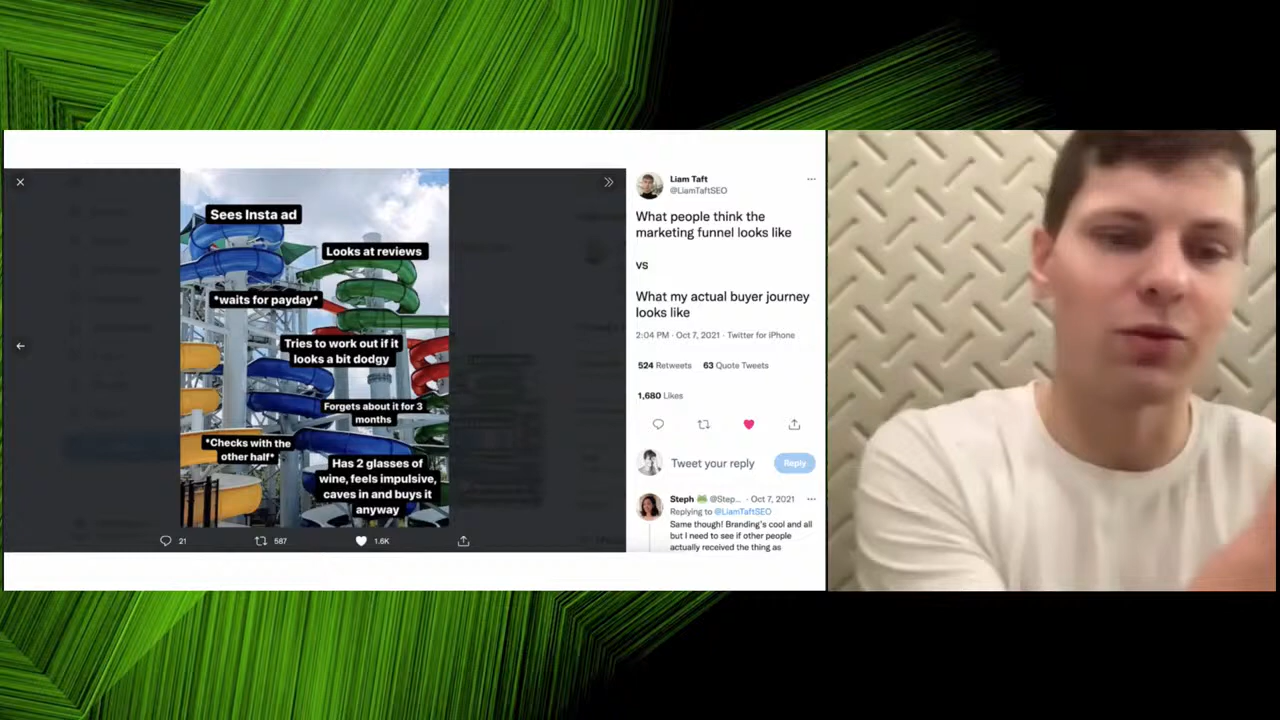 Sees Insta ad
Looks at reviews
*waits for payday*
Tries to work out if it
looks a bit dodgy
Forgets about it for 3
months
*Checks with the
other half*
Has 2 glasses of
wine, feels impulsive,
caves in and buys it
anyway
21
587
1.6K
Liam Taft
@LiamTaftSEO
What people think the
marketing funnel looks like
VS
What my actual buyer journey
looks like
2:04 PM · Oct 7, 2021 · Twitter for iPhone
524 Retweets 63 Quote Tweets
1,680 Likes
Tweet your reply
Reply
Steph 🐸 @Step... · Oct 7, 2021
Replying to @LiamTaftSEO
Same though! Branding's cool and all
but I need to see if other people
actually received the thing as